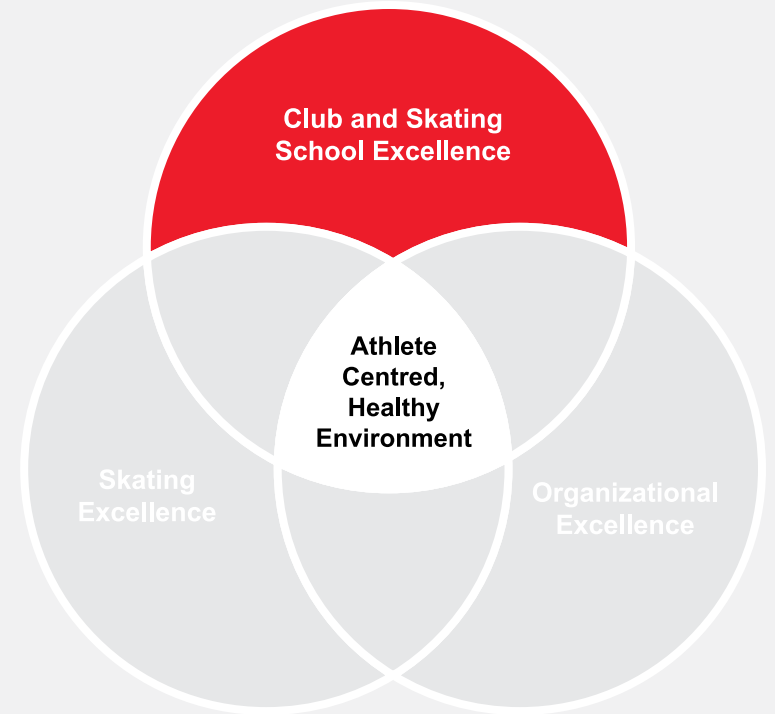 Club and Skating
School Excellence
Athlete
Centred,
Healthy
Environment
Skating
Excellence
Organizational
Excellence